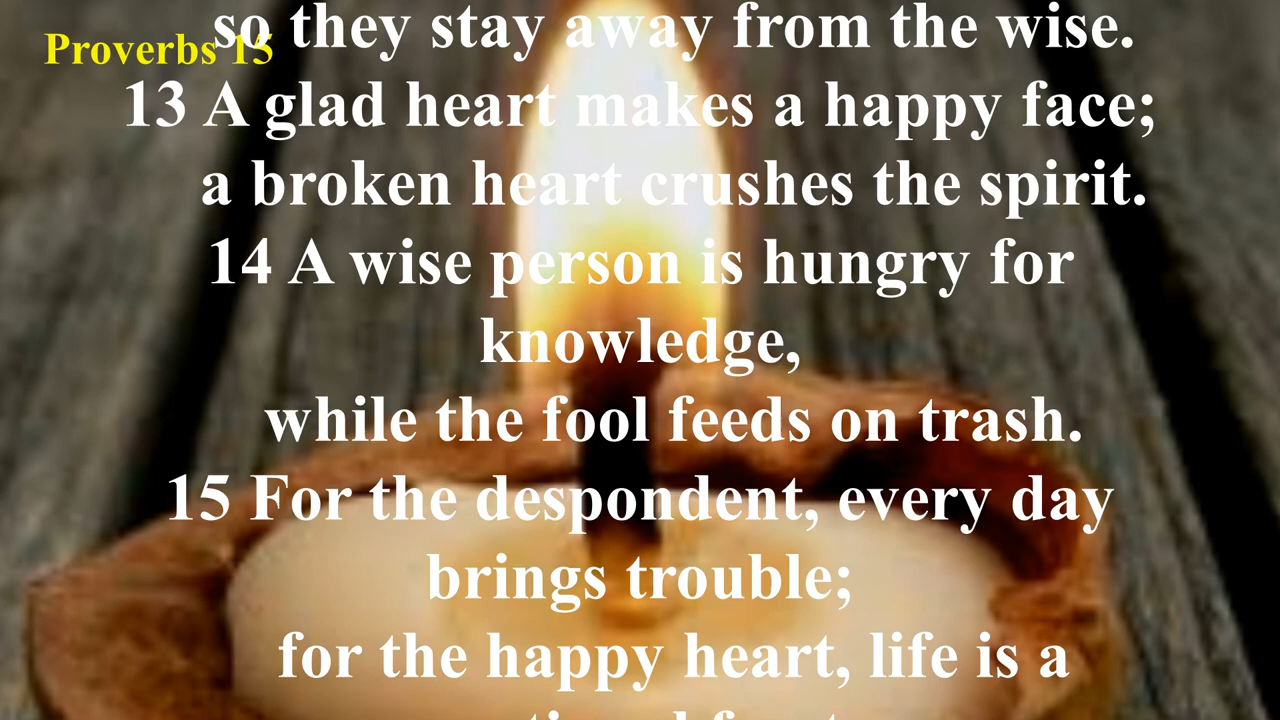 Proverbs 15
so they stay away from the wise.
13 A glad heart makes a happy face;
a broken heart crushes the spirit.
14 A wise person is hungry for
knowledge,
while the fool feeds on trash.
15 For the despondent, every day
brings trouble;
for the happy heart, life is a